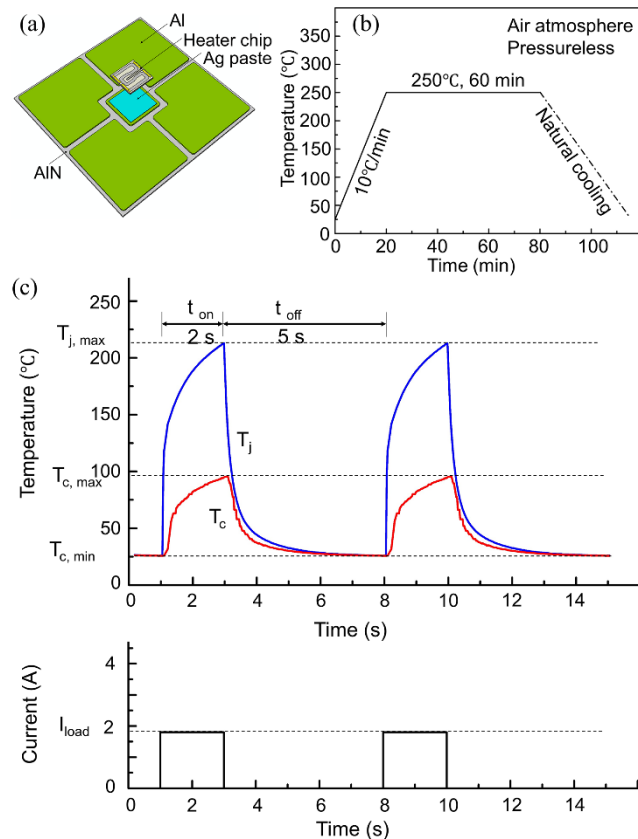 (a)
Al
Heater chip
Ag paste
AlN
(b)
Air atmosphere
Pressureless
250℃, 60 min
10℃/min
Natural cooling
Temperature (℃)
350
300
250
200
150
100
50
0
0 20 40 60 80 100
Time (min)
(c)
t on
t off
2 s
5 s
T j, max
T c, max
T c, min
T j
T c
Temperature (℃)
250
200
150
100
50
0
0 2 4 6 8 10 12 14
Time (s)
Current (A)
4
2
0
I load
0 2 4 6 8 10 12 14
Time (s)